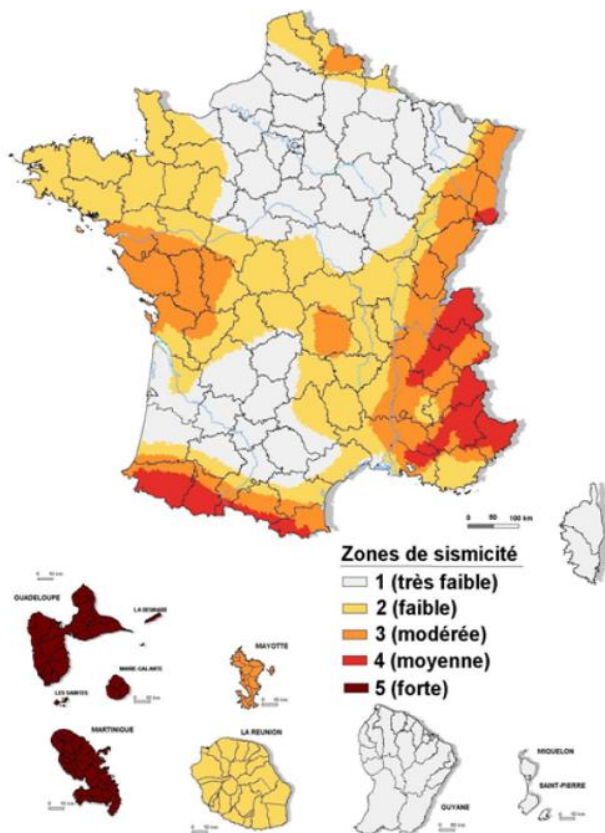 0 50 100 km
Zones de sismicité
1 (très faible)
2 (faible)
3 (modérée)
4 (moyenne)
5 (forte)
GUADELOUPE
LA DESIRADE
MARIE-GALANTE
LES SAINTES
MAYOTTE
MARTINIQUE
LA REUNION
GUYANE
MIQUELON
SAINT-PIERRE